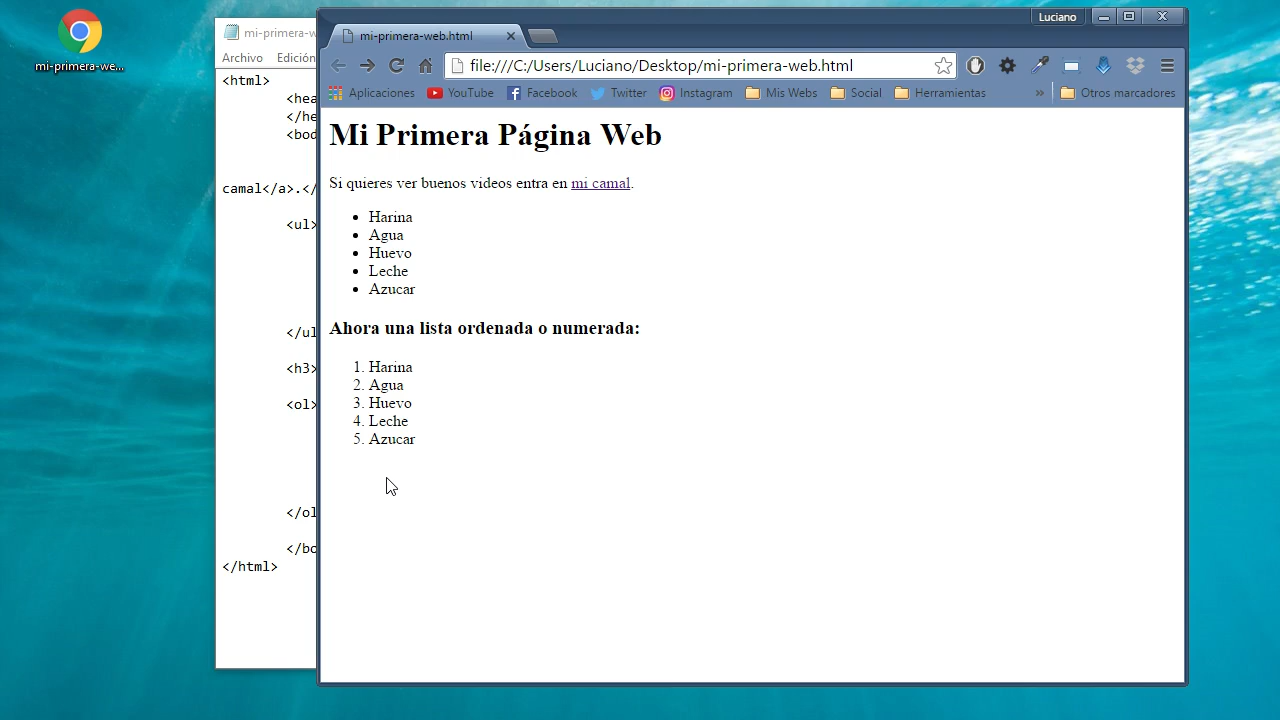 mi-primera-we...
mi-primera-w
Archivo Edición
<html>
<hea
</hea
<bod
camal</a>.</
<ul>
</ul
<h3>
<ol>
</ol
</bo
</html>
Luciano
mi-primera-web.html
file:///C:/Users/Luciano/Desktop/mi-primera-web.html
Aplicaciones YouTube Facebook Twitter Instagram Mis Webs Social Herramientas » Otros marcadores
Mi Primera Página Web
Si quieres ver buenos videos entra en mi camal.
• Harina
• Agua
• Huevo
• Leche
• Azucar
Ahora una lista ordenada o numerada:
1. Harina
2. Agua
3. Huevo
4. Leche
5. Azucar